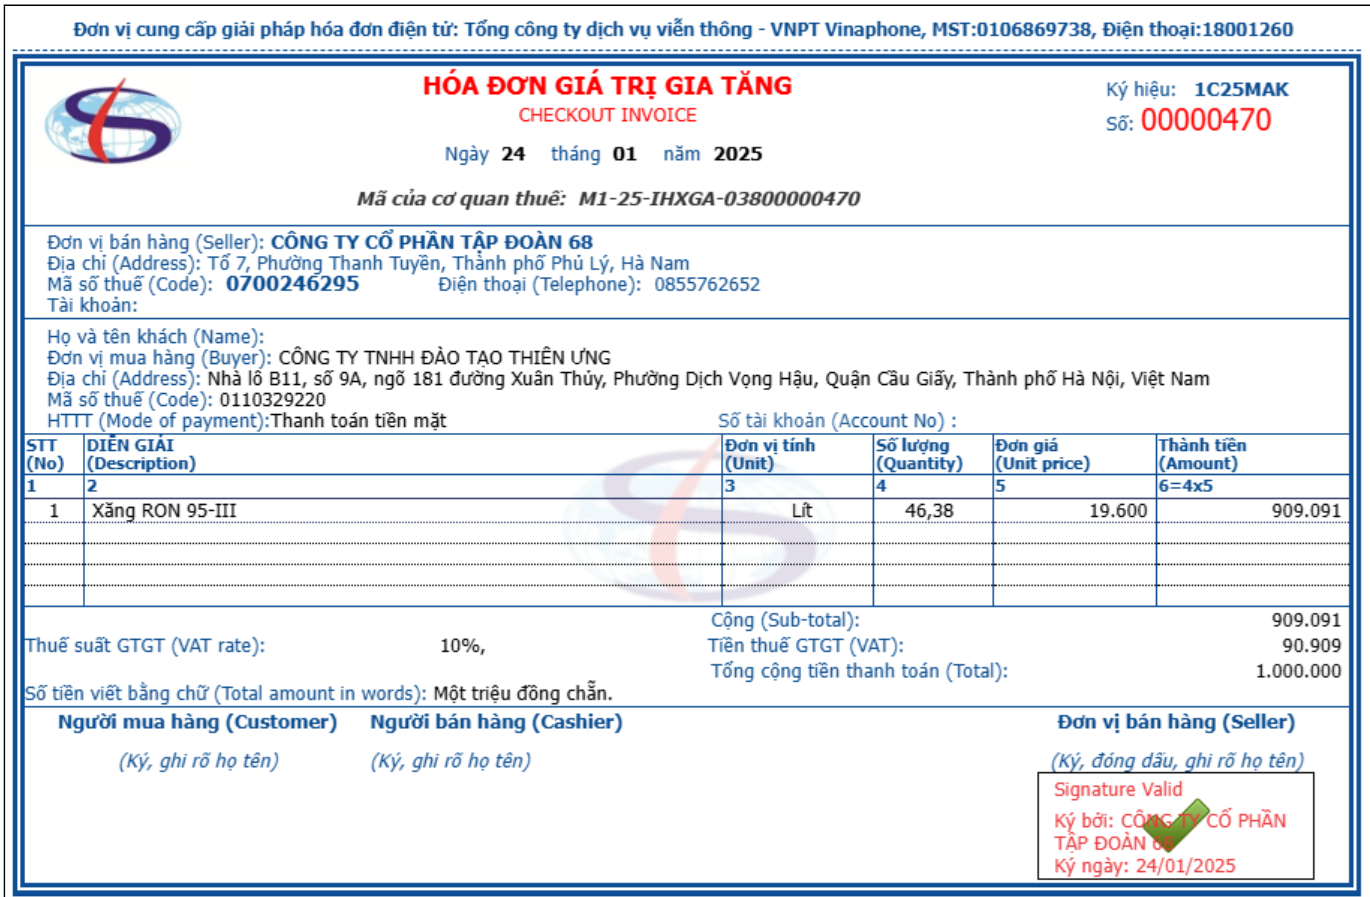 Đơn vị cung cấp giải pháp hóa đơn điện tử: Tổng công ty dịch vụ viễn thông - VNPT Vinaphone, MST:0106869738, Điện thoại:18001260
HÓA ĐƠN GIÁ TRỊ GIA TĂNG
CHECKOUT INVOICE
Ký hiệu: 1C25MAK
Số: 00000470
Ngày 24 tháng 01 năm 2025
Mã của cơ quan thuế: M1-25-IHXGA-03800000470
Đơn vị bán hàng (Seller): CÔNG TY CỔ PHẦN TẬP ĐOÀN 68
Địa chỉ (Address): Tổ 7, Phường Thanh Tuyền, Thành phố Phủ Lý, Hà Nam
Mã số thuế (Code): 0700246295 Điện thoại (Telephone): 0855762652
Tài khoản:
Họ và tên khách (Name):
Đơn vị mua hàng (Buyer): CÔNG TY TNHH ĐÀO TẠO THIÊN ƯNG
Địa chỉ (Address): Nhà lô B11, số 9A, ngõ 181 đường Xuân Thủy, Phường Dịch Vọng Hậu, Quận Cầu Giấy, Thành phố Hà Nội, Việt Nam
Mã số thuế (Code): 0110329220
HTTT (Mode of payment):Thanh toán tiền mặt Số tài khoản (Account No) :
STT DIỄN GIẢI Đơn vị tính Số lượng Đơn giá Thành tiền
(No) (Description) (Unit) (Quantity) (Unit price) (Amount)
1 2 3 4 5 6=4x5
1 Xăng RON 95-III Lít 46,38 19.600 909.091
Cộng (Sub-total): 909.091
Thuế suất GTGT (VAT rate): 10%, Tiền thuế GTGT (VAT): 90.909
Tổng cộng tiền thanh toán (Total): 1.000.000
Số tiền viết bằng chữ (Total amount in words): Một triệu đồng chẵn.
Người mua hàng (Customer) Người bán hàng (Cashier) Đơn vị bán hàng (Seller)
(Ký, ghi rõ họ tên) (Ký, ghi rõ họ tên) (Ký, đóng dấu, ghi rõ họ tên)
Signature Valid
Ký bởi: CÔNG TY CỔ PHẦN
TẬP ĐOÀN 68
Ký ngày: 24/01/2025